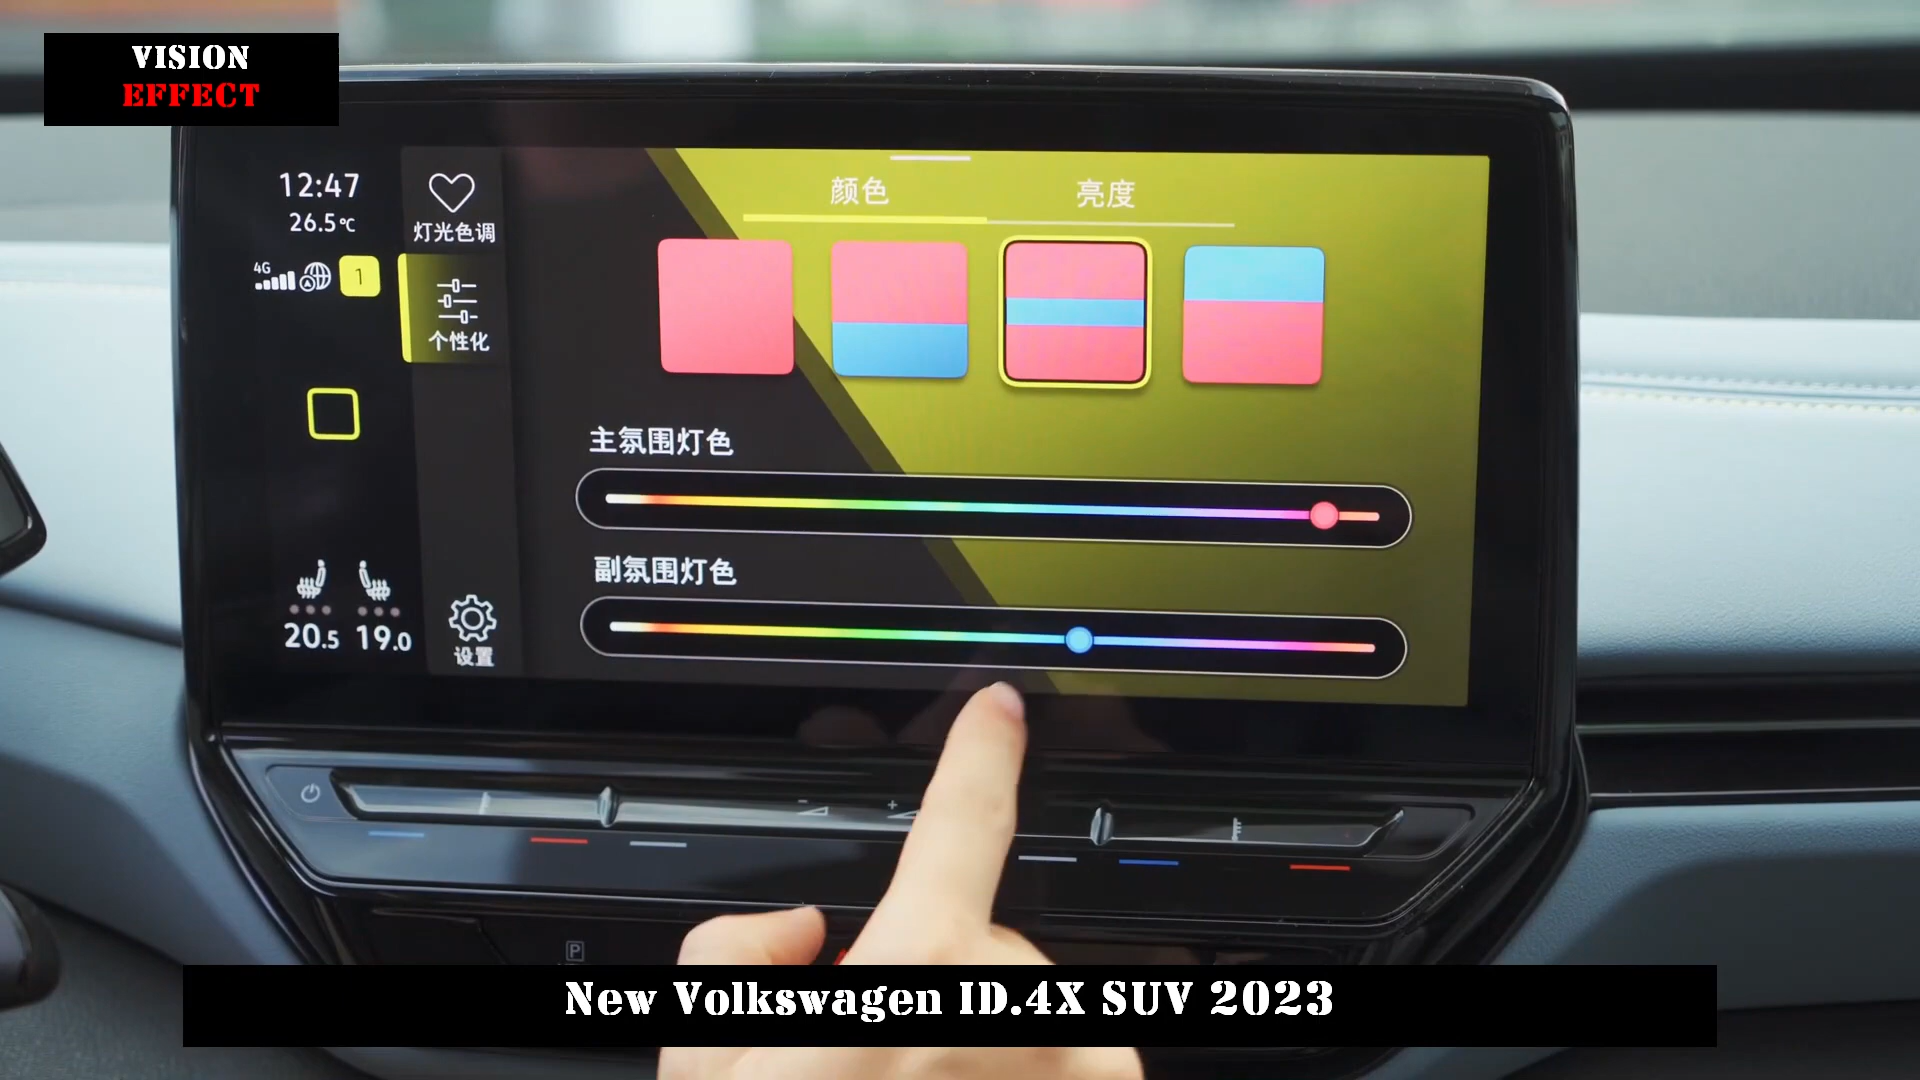 VISION
EFFECT
12:47
26.5℃
4G
1
灯光色调
个性化
颜色
亮度
主氛围灯色
副氛围灯色
20.5 19.0
设置
- +
P
New Volkswagen ID.4X SUV 2023